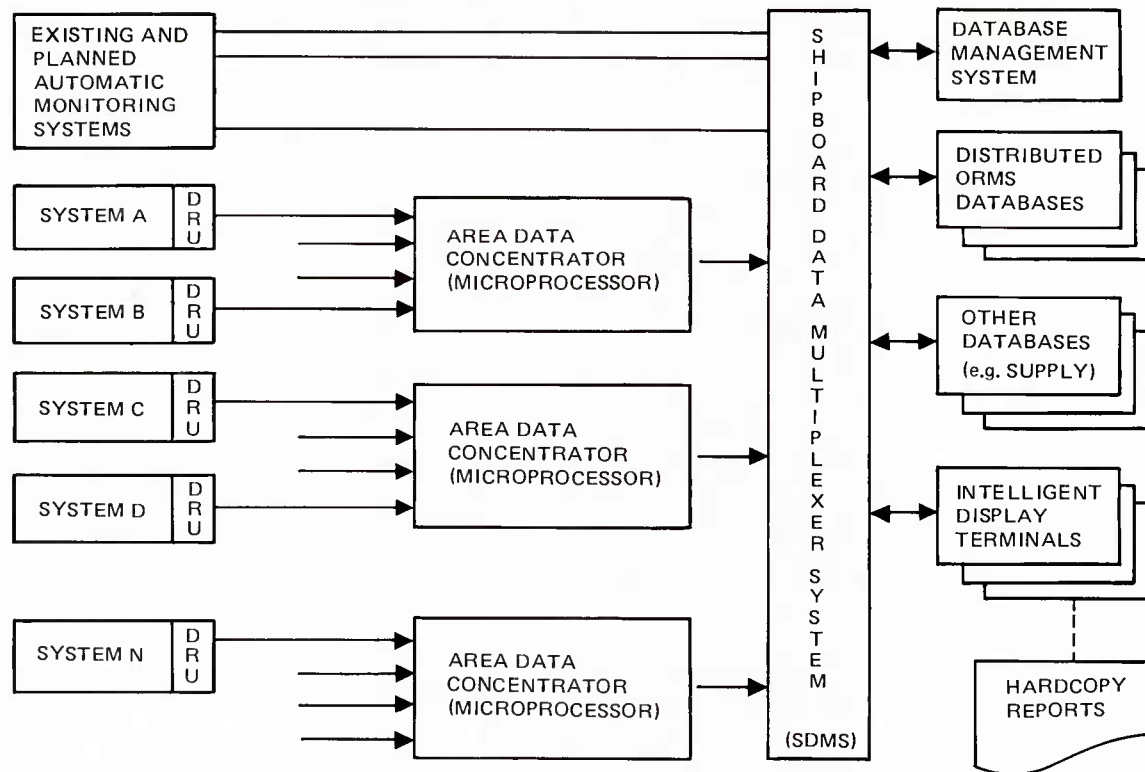 EXISTING AND
PLANNED
AUTOMATIC
MONITORING
SYSTEMS
SYSTEM A
DRU
SYSTEM B
DRU
SYSTEM C
DRU
SYSTEM D
DRU
SYSTEM N
DRU
AREA DATA
CONCENTRATOR
(MICROPROCESSOR)
AREA DATA
CONCENTRATOR
(MICROPROCESSOR)
AREA DATA
CONCENTRATOR
(MICROPROCESSOR)
SHIPBOARD DATA MULTIPLEXER SYSTEM
(SDMS)
DATABASE
MANAGEMENT
SYSTEM
DISTRIBUTED
ORMS
DATABASES
OTHER
DATABASES
(e.g. SUPPLY)
INTELLIGENT
DISPLAY
TERMINALS
HARDCOPY
REPORTS